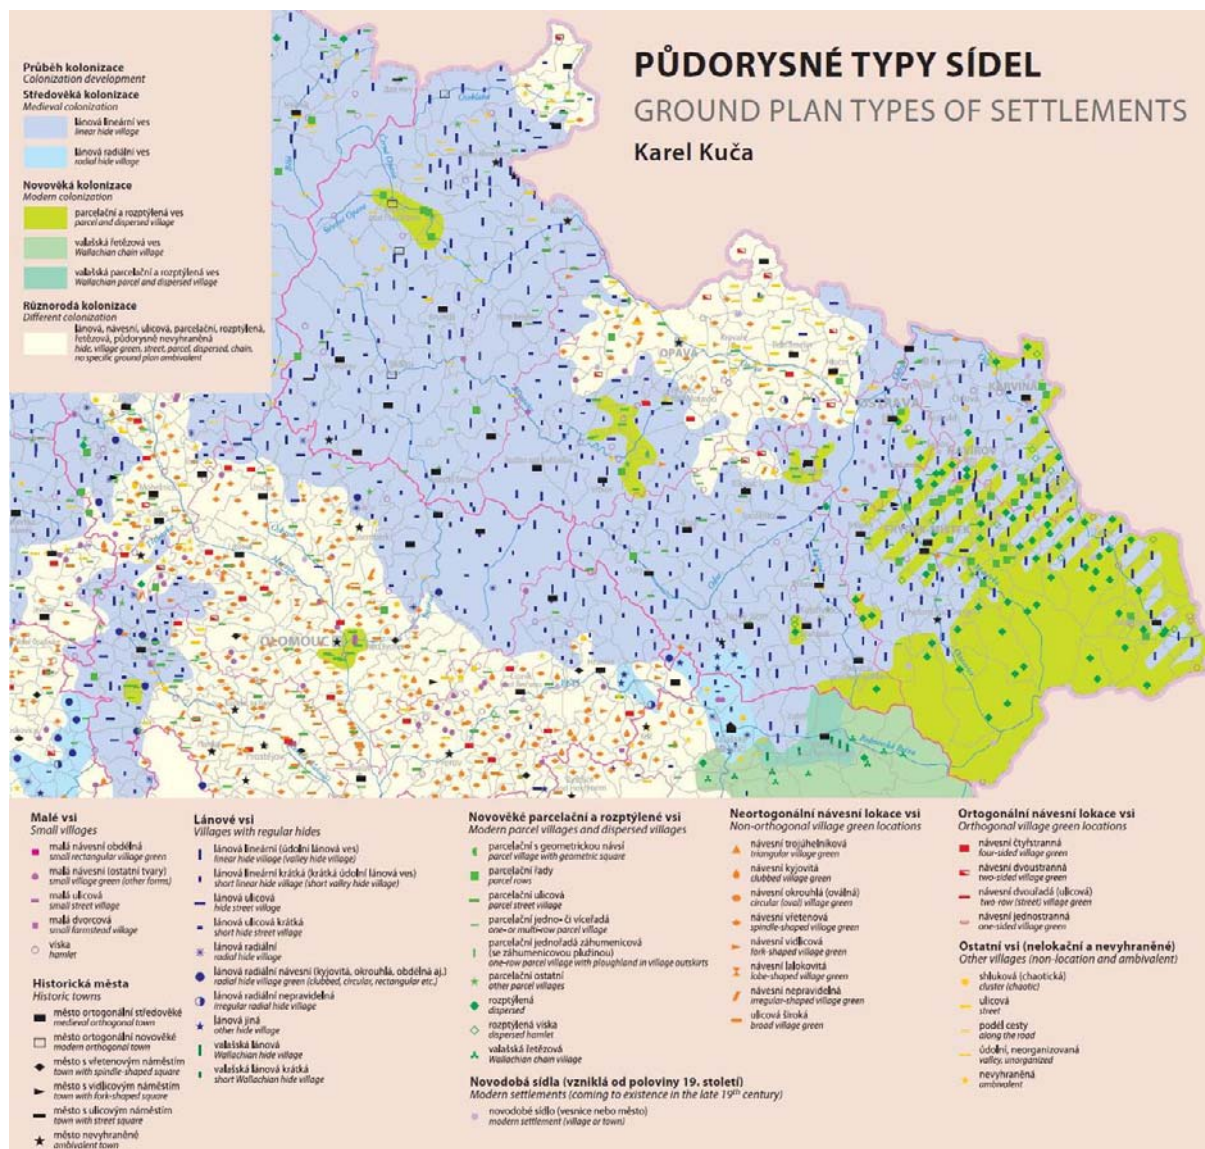 PŮDORYSNÉ TYPY SÍDEL
GROUND PLAN TYPES OF SETTLEMENTS
Karel Kuča
Průběh kolonizace
Colonization development
Středověká kolonizace
Medieval colonization
lánová lineární ves
linear hide village
lánová radiální ves
radial hide village
Novověká kolonizace
Modern colonization
parcelační a rozptýlená ves
parcel and dispersed village
valašská řetězová ves
Wallachian chain village
valašská parcelační a rozptýlená ves
Wallachian parcel and dispersed village
Různorodá kolonizace
Different colonization
lánová, návesní, ulicová, parcelační, rozptýlená,
řetězová, půdorysně nevyhraněná
hide, village green, street, parcel, dispersed, chain,
no specific ground plan ambivalent
OPAVA
OSTRAVA
KARVINÁ
OLOMOUC
Prostějov
Přerov
Malé vsi
Small villages
malá návesní obdélná
small rectangular village green
malá návesní (ostatní tvary)
small village green (other forms)
malá ulicová
small street village
malá dvorcová
small farmstead village
víska
hamlet
Historická města
Historic towns
město ortogonální středověké
medieval orthogonal town
město ortogonální novověké
modern orthogonal town
město s vřetenovým náměstím
town with spindle-shaped square
město s vidlicovým náměstím
town with fork-shaped square
město s ulicovým náměstím
town with street square
město nevyhraněné
ambivalent town
Lánové vsi
Villages with regular hides
lánová lineární (údolní lánová ves)
linear hide village (valley hide village)
lánová lineární krátká (krátká údolní lánová ves)
short linear hide village (short valley hide village)
lánová ulicová
hide street village
lánová ulicová krátká
short hide street village
lánová radiální
radial hide village
lánová radiální návesní (kyjovitá, okrouhlá, obdélná aj.)
radial hide village green (clubbed, circular, rectangular etc.)
lánová radiální nepravidelná
irregular radial hide village
lánová jiná
other hide village
valašská lánová
Wallachian hide village
valašská lánová krátká
short Wallachian hide village
Novověké parcelační a rozptýlené vsi
Modern parcel villages and dispersed villages
parcelační s geometrickou návsí
parcel village with geometric square
parcelační řady
parcel rows
parcelační ulicová
parcel street village
parcelační jedno- či víceřadá
one- or multi-row parcel village
parcelační jednořadá záhumenicová
(se záhumenicovou plužinou)
one-row parcel village with ploughland in village outskirts
parcelační ostatní
other parcel villages
rozptýlená
dispersed
rozptýlená víska
dispersed hamlet
valašská řetězová
Wallachian chain village
Novodobá sídla (vzniklá od poloviny 19. století)
Modern settlements (coming to existence in the late 19th century)
novodobé sídlo (vesnice nebo město)
modern settlement (village or town)
Neortogonální návesní lokace vsi
Non-orthogonal village green locations
návesní trojúhelníková
triangular village green
návesní kyjovitá
clubbed village green
návesní okrouhlá (oválná)
circular (oval) village green
návesní vřetenová
spindle-shaped village green
návesní vidlicová
fork-shaped village green
návesní lalokovitá
lobe-shaped village green
návesní nepravidelná
irregular-shaped village green
ulicová široká
broad village green
Ortogonální návesní lokace vsi
Orthogonal village green locations
návesní čtyřstranná
four-sided village green
návesní dvoustranná
two-sided village green
návesní dvouřadá (ulicová)
two-row (street) village green
návesní jednostranná
one-sided village green
Ostatní vsi (nelokační a nevyhraněné)
Other villages (non-location and ambivalent)
shluková (chaotická)
cluster (chaotic)
ulicová
street
podél cesty
along the road
údolní, neorganizovaná
valley, unorganized
nevyhraněná
ambivalent